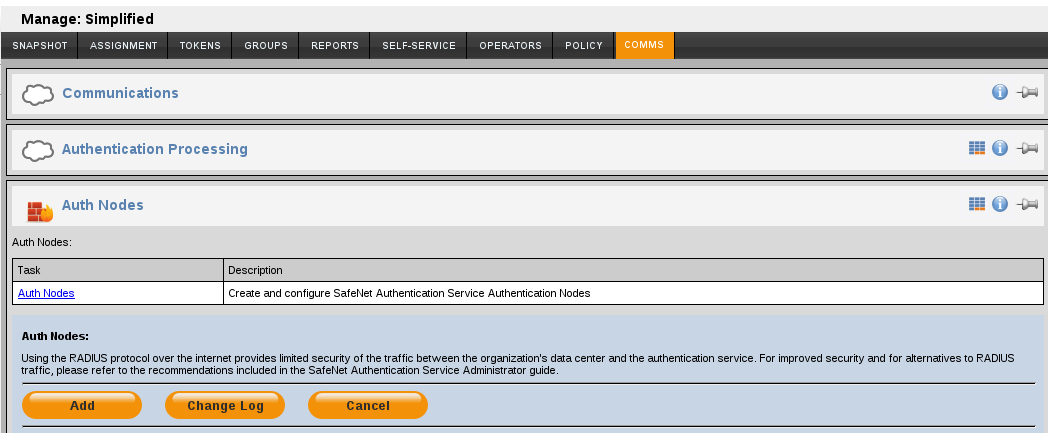 Manage: Simplified
SNAPSHOT ASSIGNMENT TOKENS GROUPS REPORTS SELF-SERVICE OPERATORS POLICY COMMS
Communications
Authentication Processing
Auth Nodes
Auth Nodes:
Task Description
Auth Nodes Create and configure SafeNet Authentication Service Authentication Nodes
Auth Nodes:
Using the RADIUS protocol over the internet provides limited security of the traffic between the organization's data center and the authentication service. For improved security and for alternatives to RADIUS
traffic, please refer to the recommendations included in the SafeNet Authentication Service Administrator guide.
Add Change Log Cancel